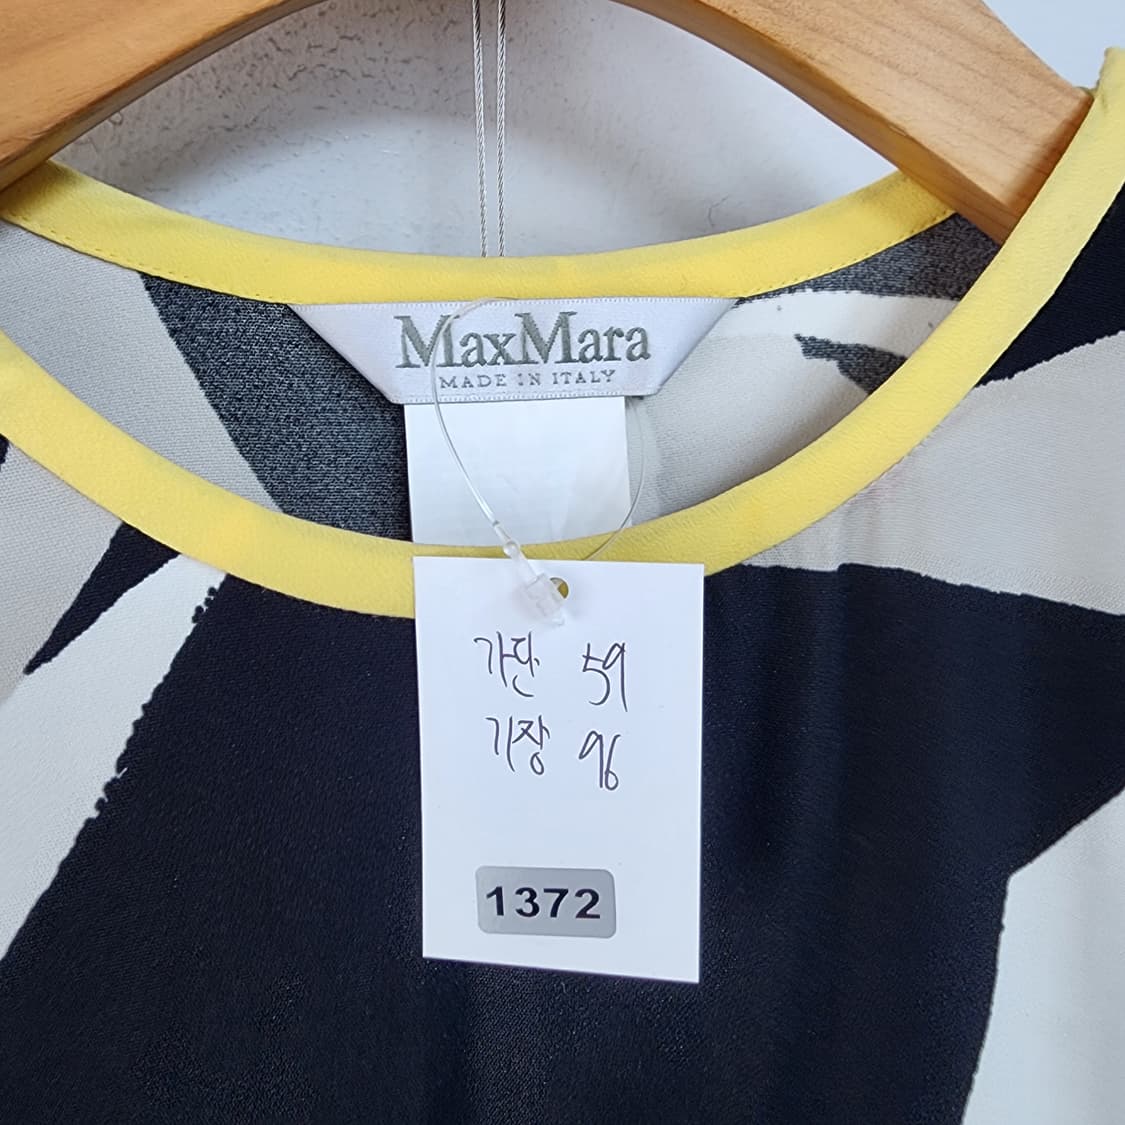 MaxMara
MADE IN ITALY
가단 59
기장 96
1372